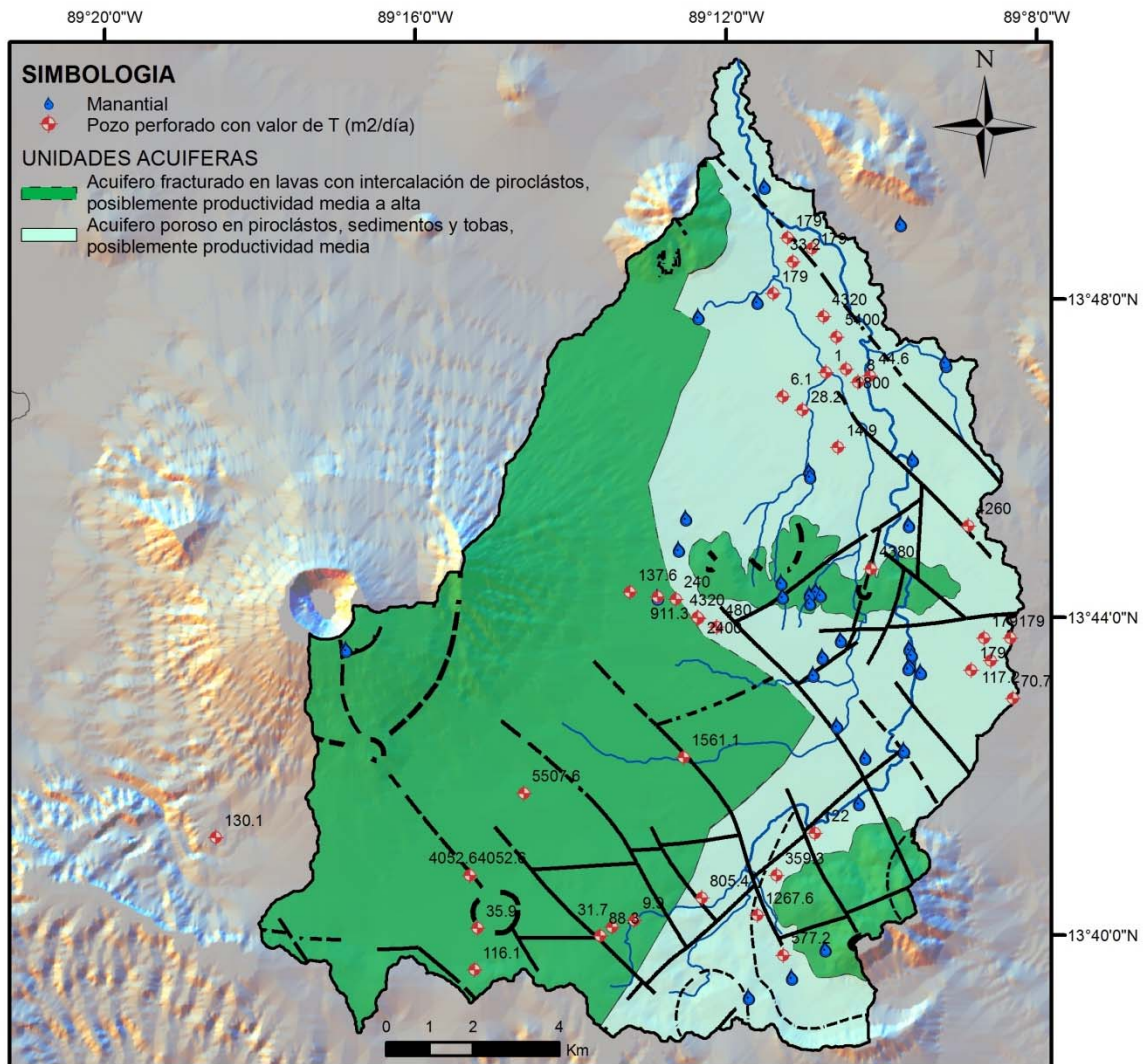 89°20'0"W 89°16'0"W 89°12'0"W 89°8'0"W
SIMBOLOGIA
Manantial
Pozo perforado con valor de T (m2/día)
UNIDADES ACUIFERAS
Acuifero fracturado en lavas con intercalación de piroclástos,
posiblemente productividad media a alta
Acuifero poroso en piroclástos, sedimentos y tobas,
posiblemente productividad media
N
179
179
33.2
179
13°48'0"N
4320
5400
1
8
44.6
6.1
1800
28.2
14.9
4260
4380
137.6
240
4320
911.3
480
2400
13°44'0"N
179
179
179
117.2
70.7
1561.1
5507.6
130.1
122
4052.6
4052.6
359.3
805.4
1267.6
35.9
31.7
88.3
9.9
116.1
577.2
13°40'0"N
0 1 2 4
Km